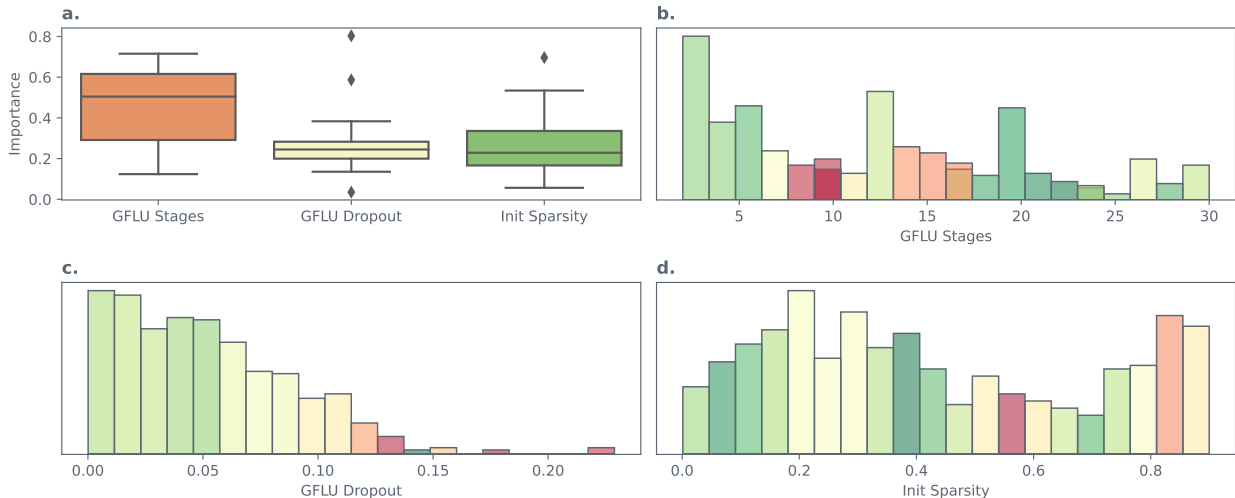 a.
Importance
0.8
0.6
0.4
0.2
0.0
GFLU Stages
GFLU Dropout
Init Sparsity
b.
5
10
15
20
25
30
GFLU Stages
c.
0.00
0.05
0.10
0.15
0.20
GFLU Dropout
d.
0.0
0.2
0.4
0.6
0.8
Init Sparsity